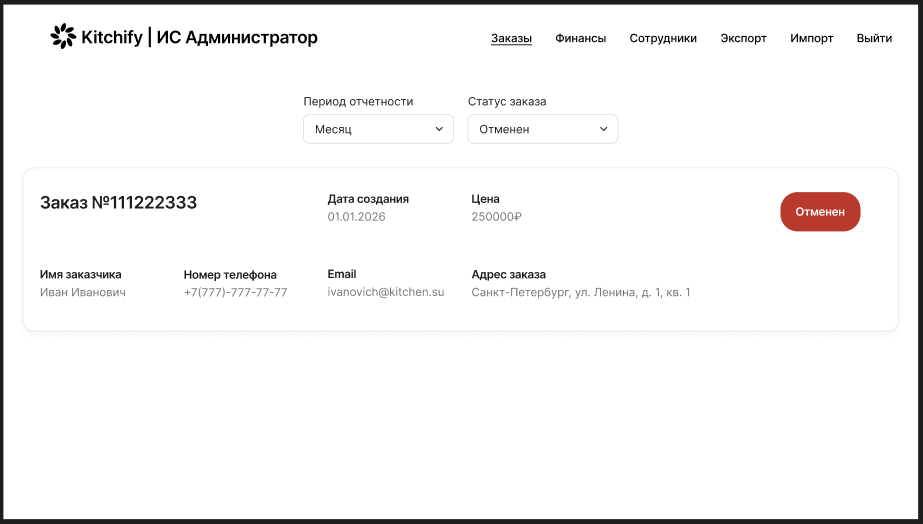 Kitchify | ИС Администратор
Заказы Финансы Сотрудники Экспорт Импорт Выйти
Период отчетности Статус заказа
Месяц Отменен
Заказ №111222333 Дата создания Цена Отменен
01.01.2026 250000₽
Имя заказчика Номер телефона Email Адрес заказа
Иван Иванович +7(777)-777-77-77 ivanovich@kitchen.su Санкт-Петербург, ул. Ленина, д. 1, кв. 1